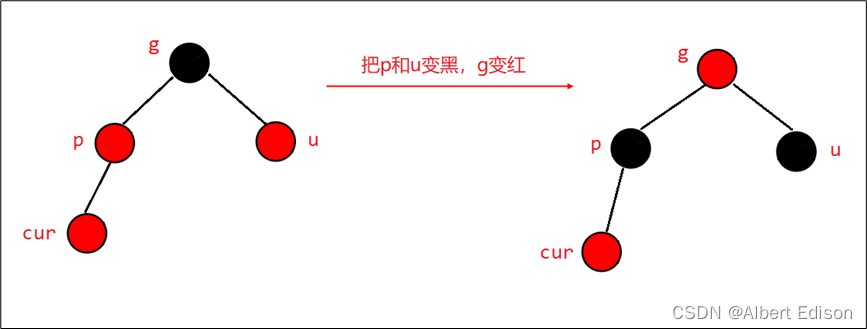 g
p
u
cur
把p和u变黑，g变红
g
p
u
cur
CSDN @Albert Edison